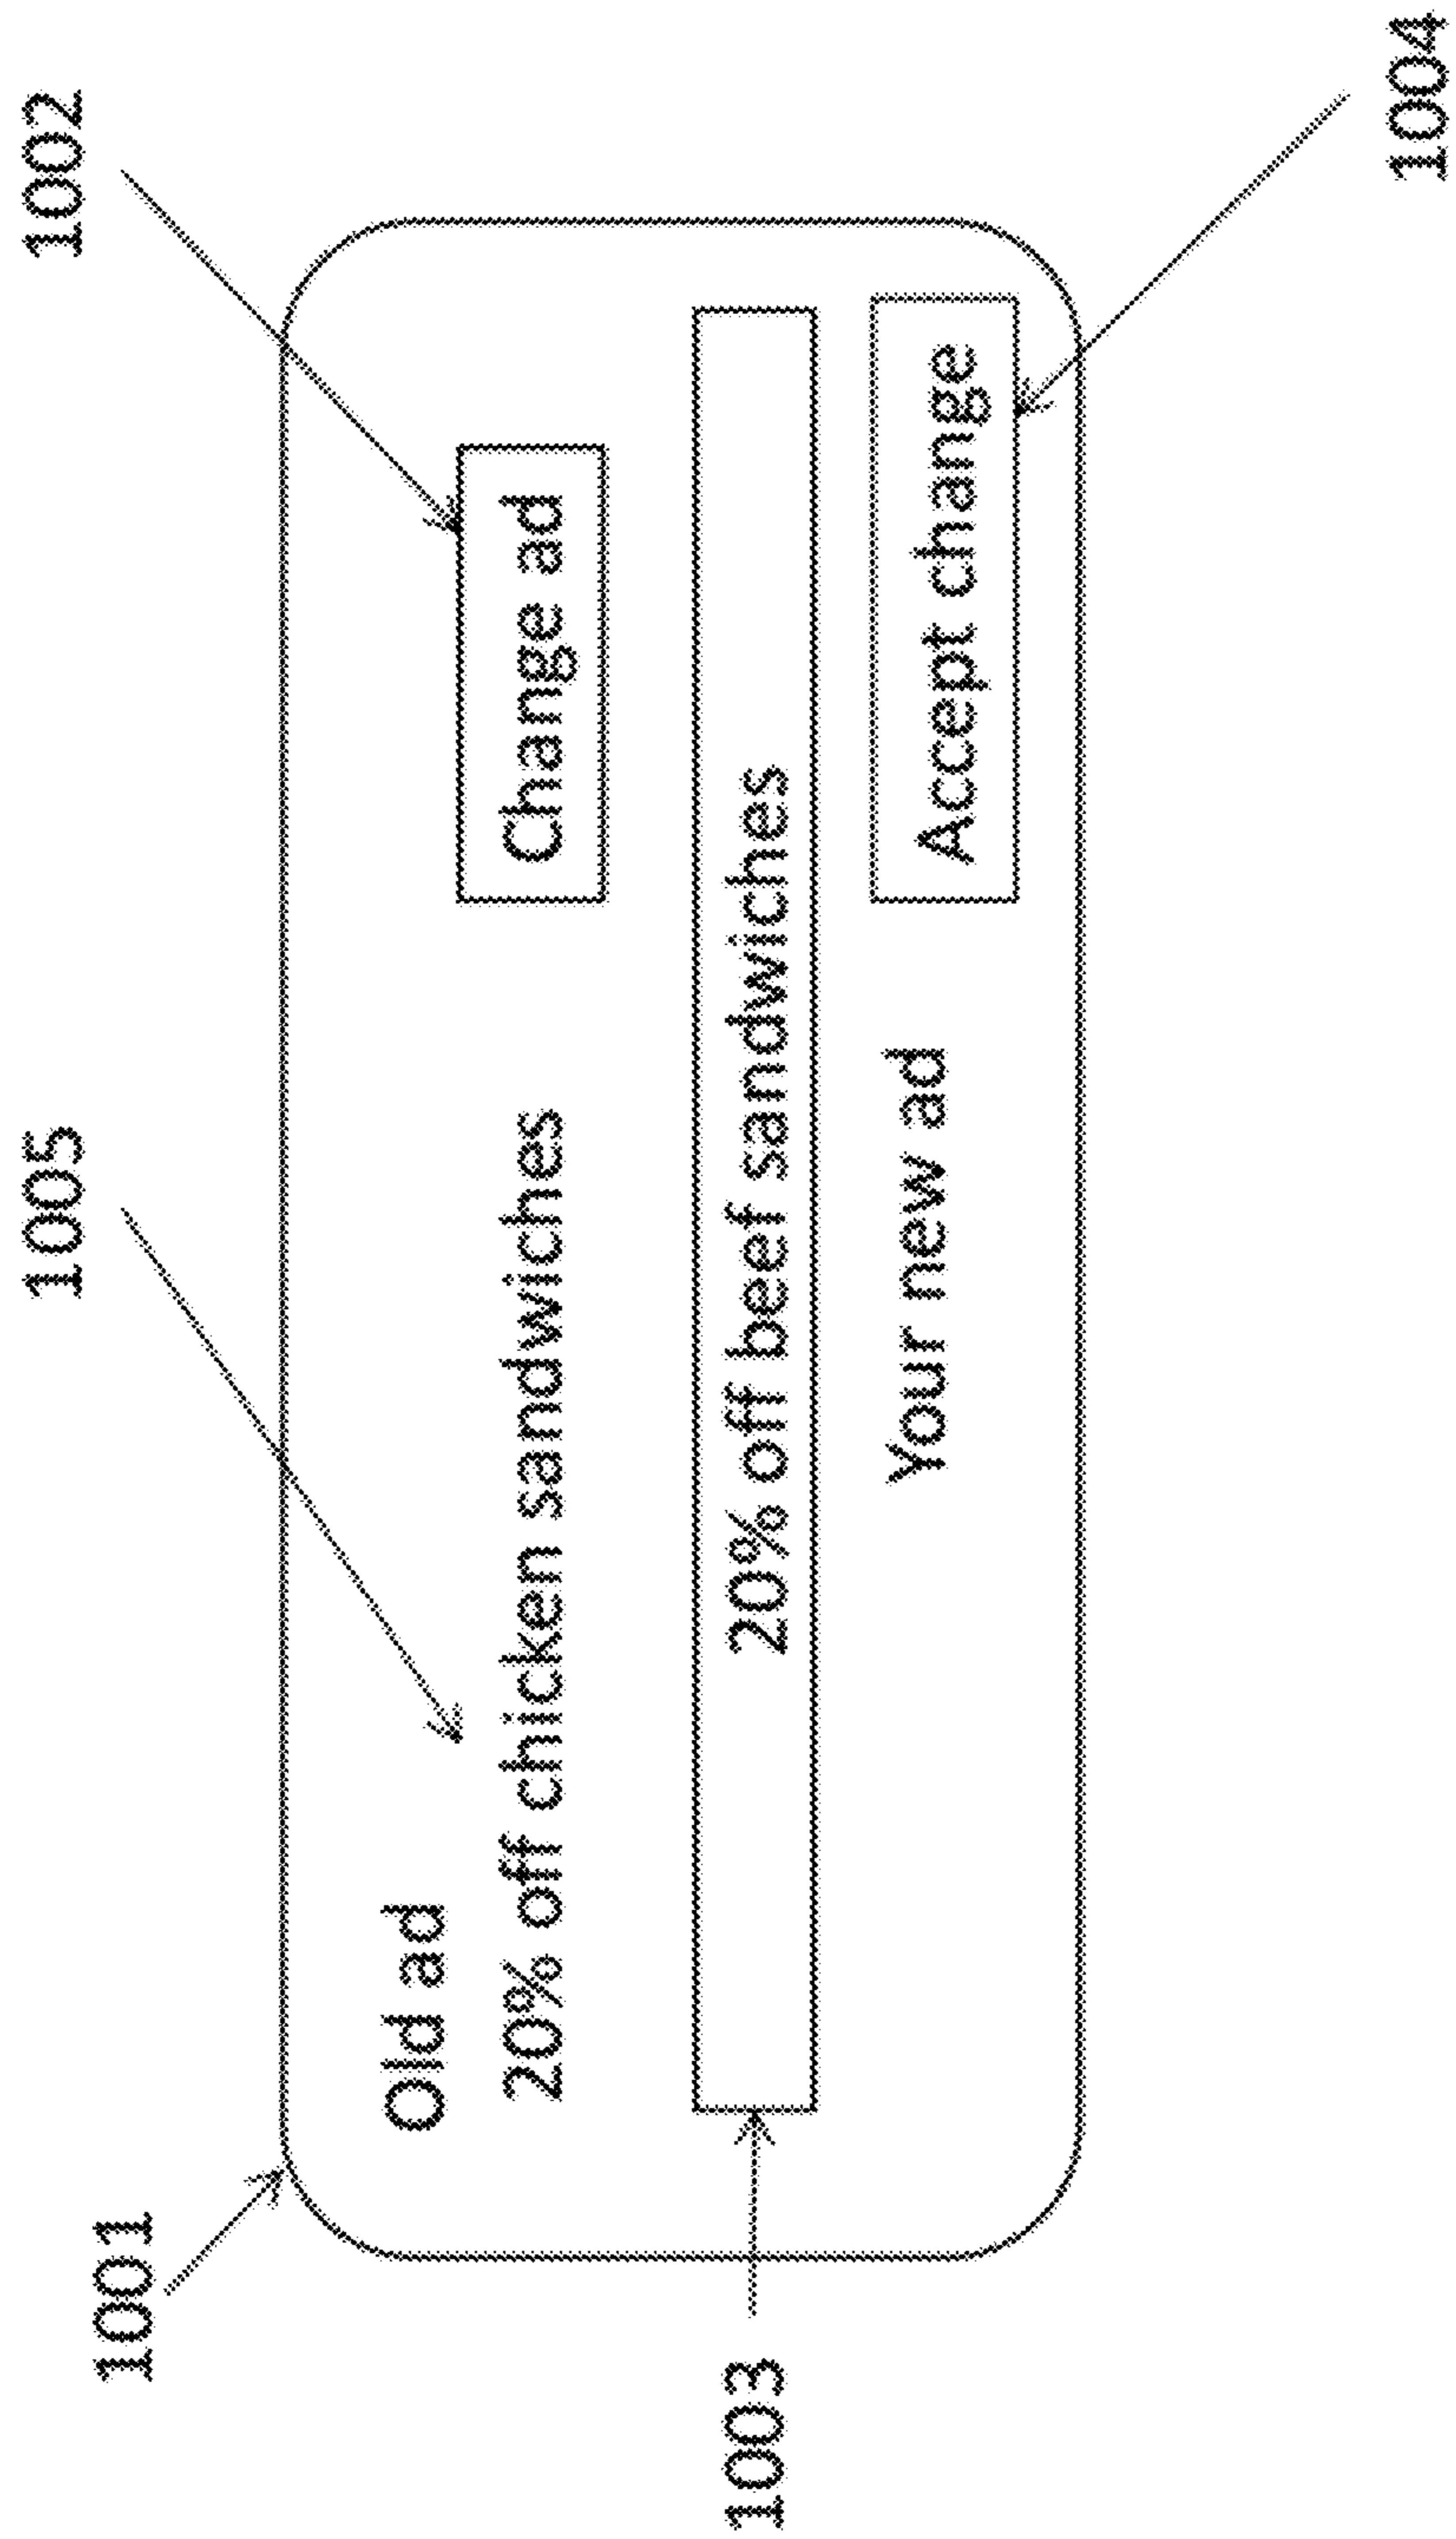 1002
1005
1001
Old ad
20% off chicken sandwiches
Change ad
1003
20% off beef sandwiches
Your new ad
Accept change
1004